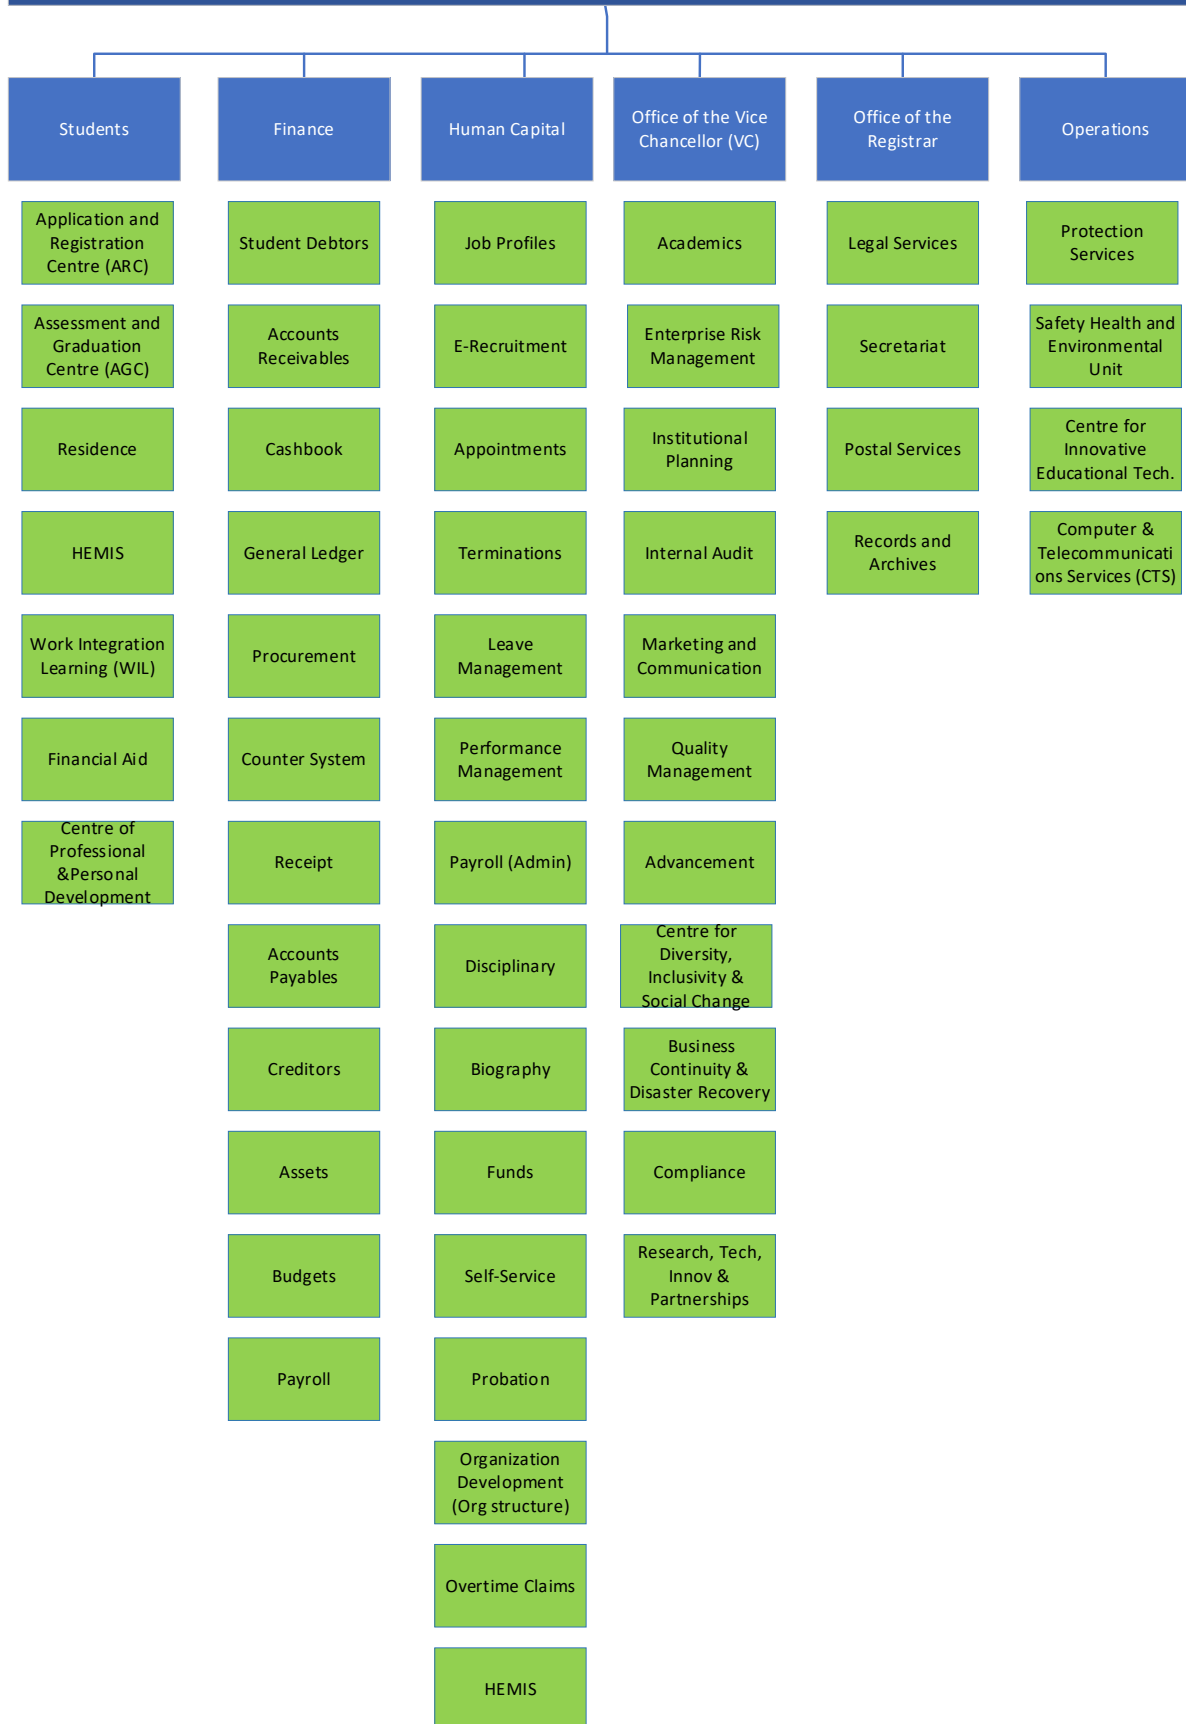 Students
Finance
Human Capital
Office of the Vice
Chancellor (VC)
Office of the
Registrar
Operations
Application and
Registration
Centre (ARC)
Assessment and
Graduation
Centre (AGC)
Residence
HEMIS
Work Integration
Learning (WIL)
Financial Aid
Centre of
Professional
&Personal
Development
Student Debtors
Accounts
Receivables
Cashbook
General Ledger
Procurement
Counter System
Receipt
Accounts
Payables
Creditors
Assets
Budgets
Payroll
Job Profiles
E-Recruitment
Appointments
Terminations
Leave
Management
Performance
Management
Payroll (Admin)
Disciplinary
Biography
Funds
Self-Service
Probation
Organization
Development
(Org structure)
Overtime Claims
HEMIS
Academics
Enterprise Risk
Management
Institutional
Planning
Internal Audit
Marketing and
Communication
Quality
Management
Advancement
Centre for
Diversity,
Inclusivity &
Social Change
Business
Continuity &
Disaster Recovery
Compliance
Research, Tech,
Innov &
Partnerships
Legal Services
Secretariat
Postal Services
Records and
Archives
Protection
Services
Safety Health and
Environmental
Unit
Centre for
Innovative
Educational Tech.
Computer &
Telecommunicati
ons Services (CTS)